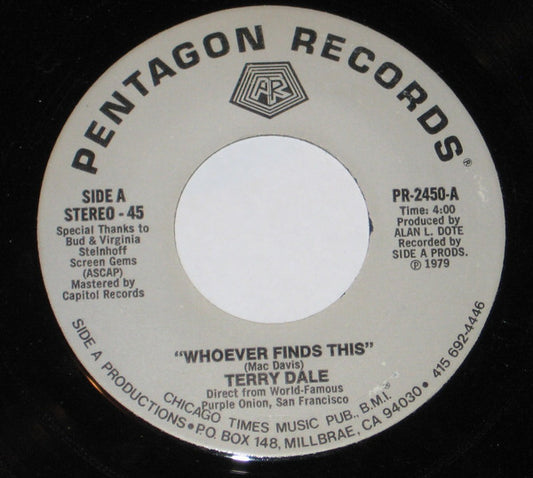 PENTAGON RECORDS®
PR
SIDE A
STEREO - 45
Special Thanks to
Bud & Virginia
Steinhoff
Screen Gems
(ASCAP)
Mastered by
Capitol Records
PR-2450-A
Time: 4:00
Produced by
ALAN L. DOTE
Recorded by
SIDE A PRODS.
Ⓟ 1979
"WHOEVER FINDS THIS"
(Mac Davis)
TERRY DALE
Direct from World-Famous
Purple Onion, San Francisco
CHICAGO TIMES MUSIC PUB., B.M.I.®
SIDE A PRODUCTIONS • P.O. BOX 148, MILLBRAE, CA 94030 • 415 692-4446